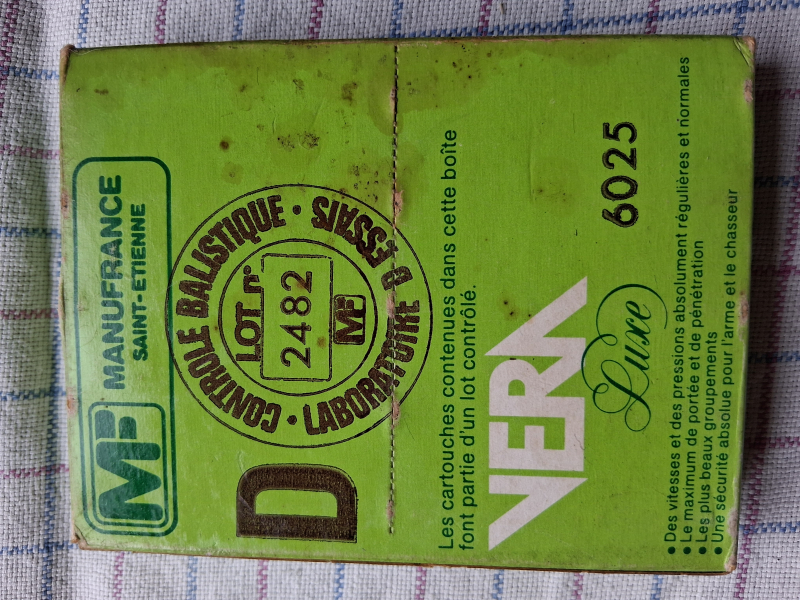 MF
MANUFRANCE
SAINT-ETIENNE
D
CONTROLE BALISTIQUE · LABORATOIRE D'ESSAIS ·
LOT n°
2482
MF
Les cartouches contenues dans cette boîte
font partie d'un lot contrôlé.
VERA
Luxe
6025
• Des vitesses et des pressions absolument régulières et normales
• Le maximum de portée et de pénétration
• Les plus beaux groupements
• Une sécurité absolue pour l'arme et le chasseur